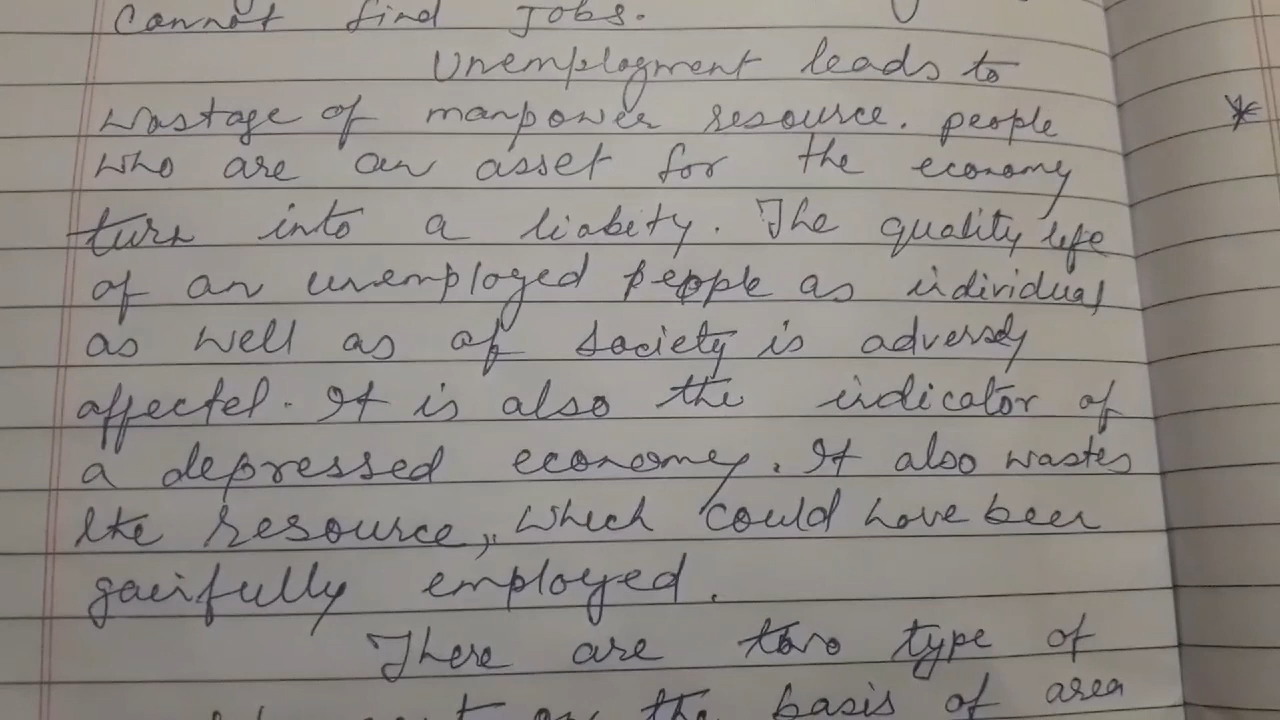 cannot find jobs.
Unemployment leads to
wastage of manpower resource. people
who are an asset for the economy
turn into a liabity. The quality life
of an unemployed people as individual
as well as of society is adversly
affected. It is also the indicator of
a depressed economy. It also wastes
the resource, which could have been
gainfully employed.
There are two type of
on the basis of area